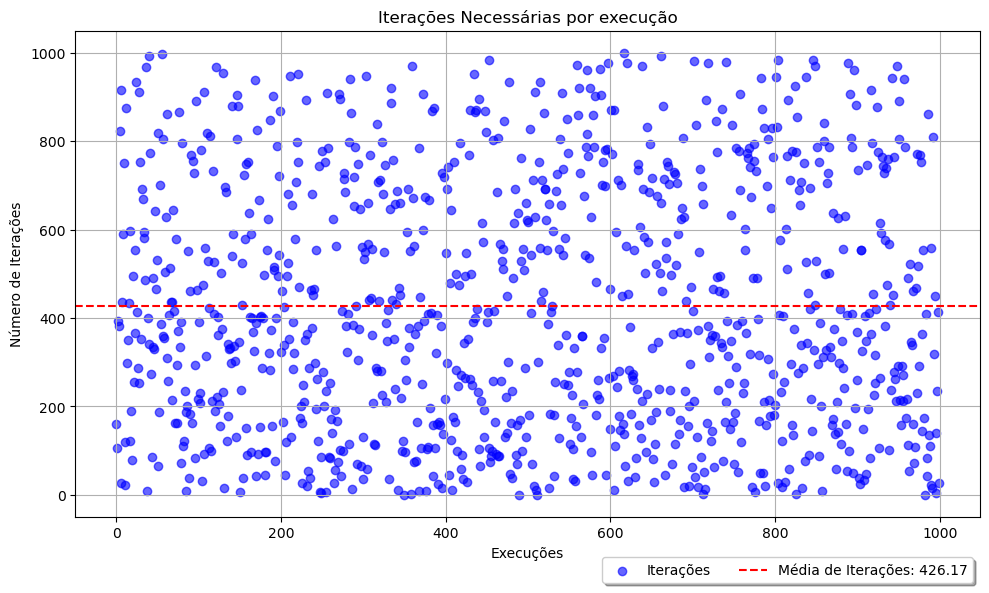 Iterações Necessárias por execução
Número de Iterações
1000
800
600
400
200
0
0 200 400 600 800 1000
Execuções
Iterações Média de Iterações: 426.17